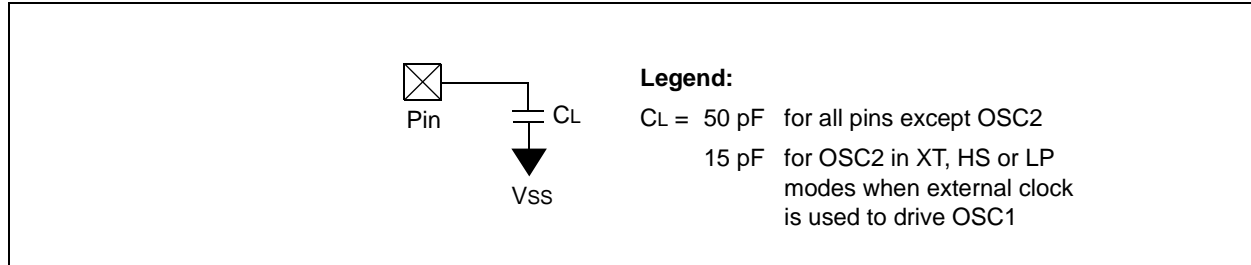 Pin
CL
VSS
Legend:
CL = 50 pF for all pins except OSC2
15 pF for OSC2 in XT, HS or LP
modes when external clock
is used to drive OSC1